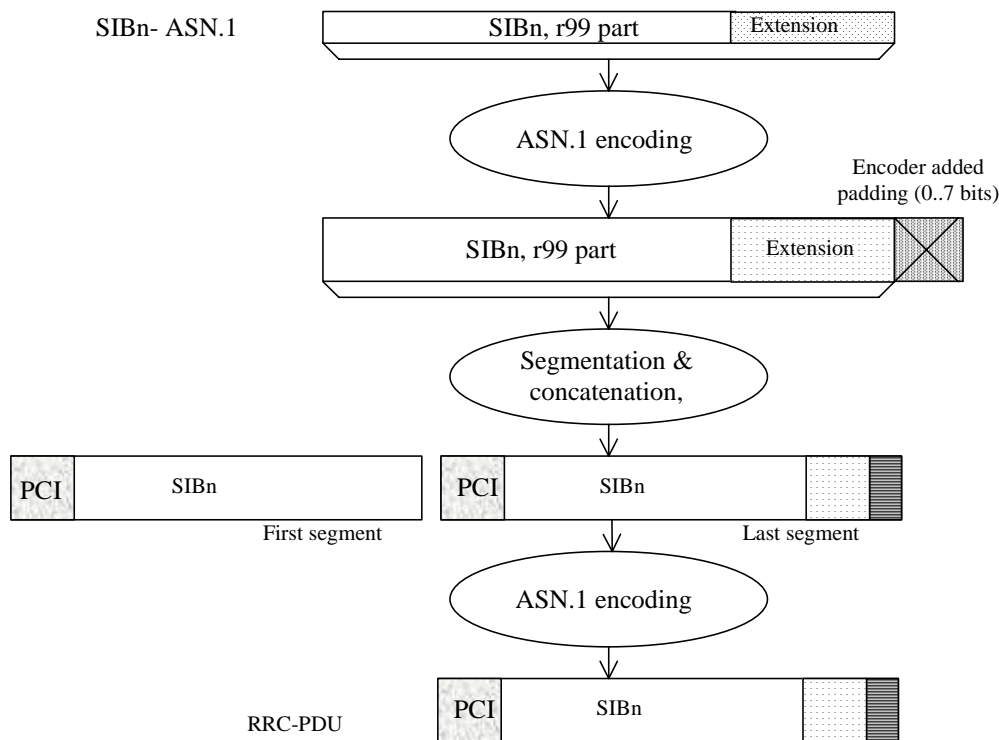 SIBn- ASN.1
SIBn, r99 part
Extension
ASN.1 encoding
Encoder added
padding (0..7 bits)
SIBn, r99 part
Extension
Segmentation &
concatenation,
PCI
SIBn
PCI
SIBn
First segment
Last segment
ASN.1 encoding
PCI
SIBn
RRC-PDU